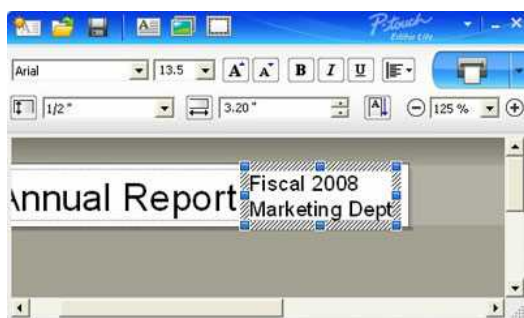 P-touch
Editor Lite
Arial
13.5
A
A
A
B
I
U
1/2"
3.20"
A
125 %
Annual Report
Fiscal 2008
Marketing Dept